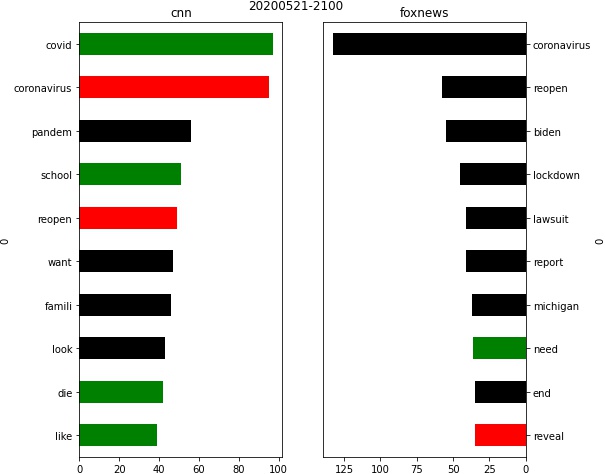 20200521-2100
cnn
foxnews
covid
coronavirus
pandem
school
reopen
want
famili
look
die
like
0
0 20 40 60 80 100
coronavirus
reopen
biden
lockdown
lawsuit
report
michigan
need
end
reveal
0
125 100 75 50 25 0